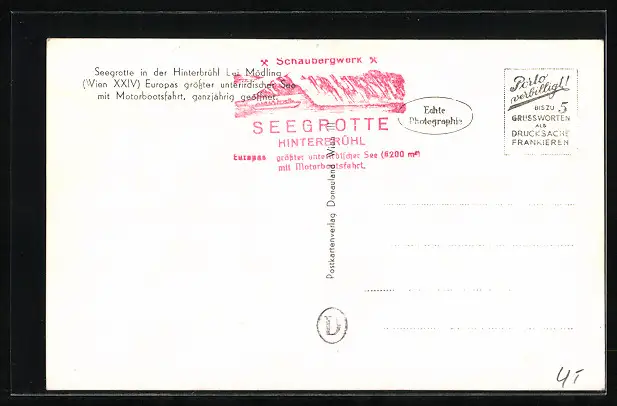 Seegrotte in der Hinterbrühl bei Mödling
(Wien XXIV) Europas größter unterirdischer See
mit Motorbootsfahrt, ganzjährig geöffnet.
Schaubergwerk
SEEGROTTE
HINTERBRÜHL
Europas größter unterirdischer See (6200 m²)
mit Motorbootsfahrt.
Echte
Photographie
Porto
verbilligt!
BIS ZU 5
GRUSSWORTEN
ALS
DRUCKSACHE
FRANKIEREN
Postkartenverlag Donauland, Wien III
D
4,-